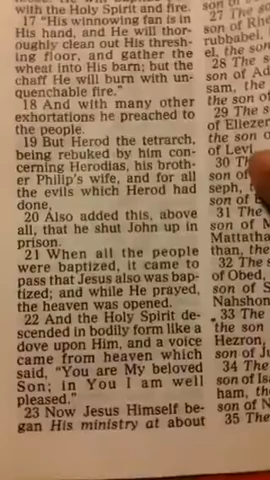 with the Holy Spirit and fire.
17 "His winnowing fan is in
His hand, and He will thor-
oughly clean out His thresh-
ing floor, and gather the
wheat into His barn; but the
chaff He will burn with un-
quenchable fire."
18 And with many other
exhortations he preached to
the people.
19 But Herod the tetrarch,
being rebuked by him con-
cerning Herodias, his broth-
er Philip's wife, and for all
the evils which Herod had
done,
20 Also added this, above
all, that he shut John up in
prison.
21 When all the people
were baptized, it came to
pass that Jesus also was bap-
tized; and while He prayed,
the heaven was opened.
22 And the Holy Spirit de-
scended in bodily form like a
dove upon Him, and a voice
came from heaven which
said, "You are My beloved
Son; in You I am well
pleased."
23 Now Jesus Himself be-
gan His ministry at about
27 The
son of Rh
rubbabel,
el, the son
28 The s
son of Ad
sam, the
the son of
29 The s
of Eliezer
the son
of Levi
30 Th
son of
seph, t
son of
31 The
son of M
Mattatha
than, the
32 The s
of Obed,
son of S
Nahshon
33 The
the son
Hezron,
son of Ju
34 The
son of Isa
ham, the
son of N
35 The